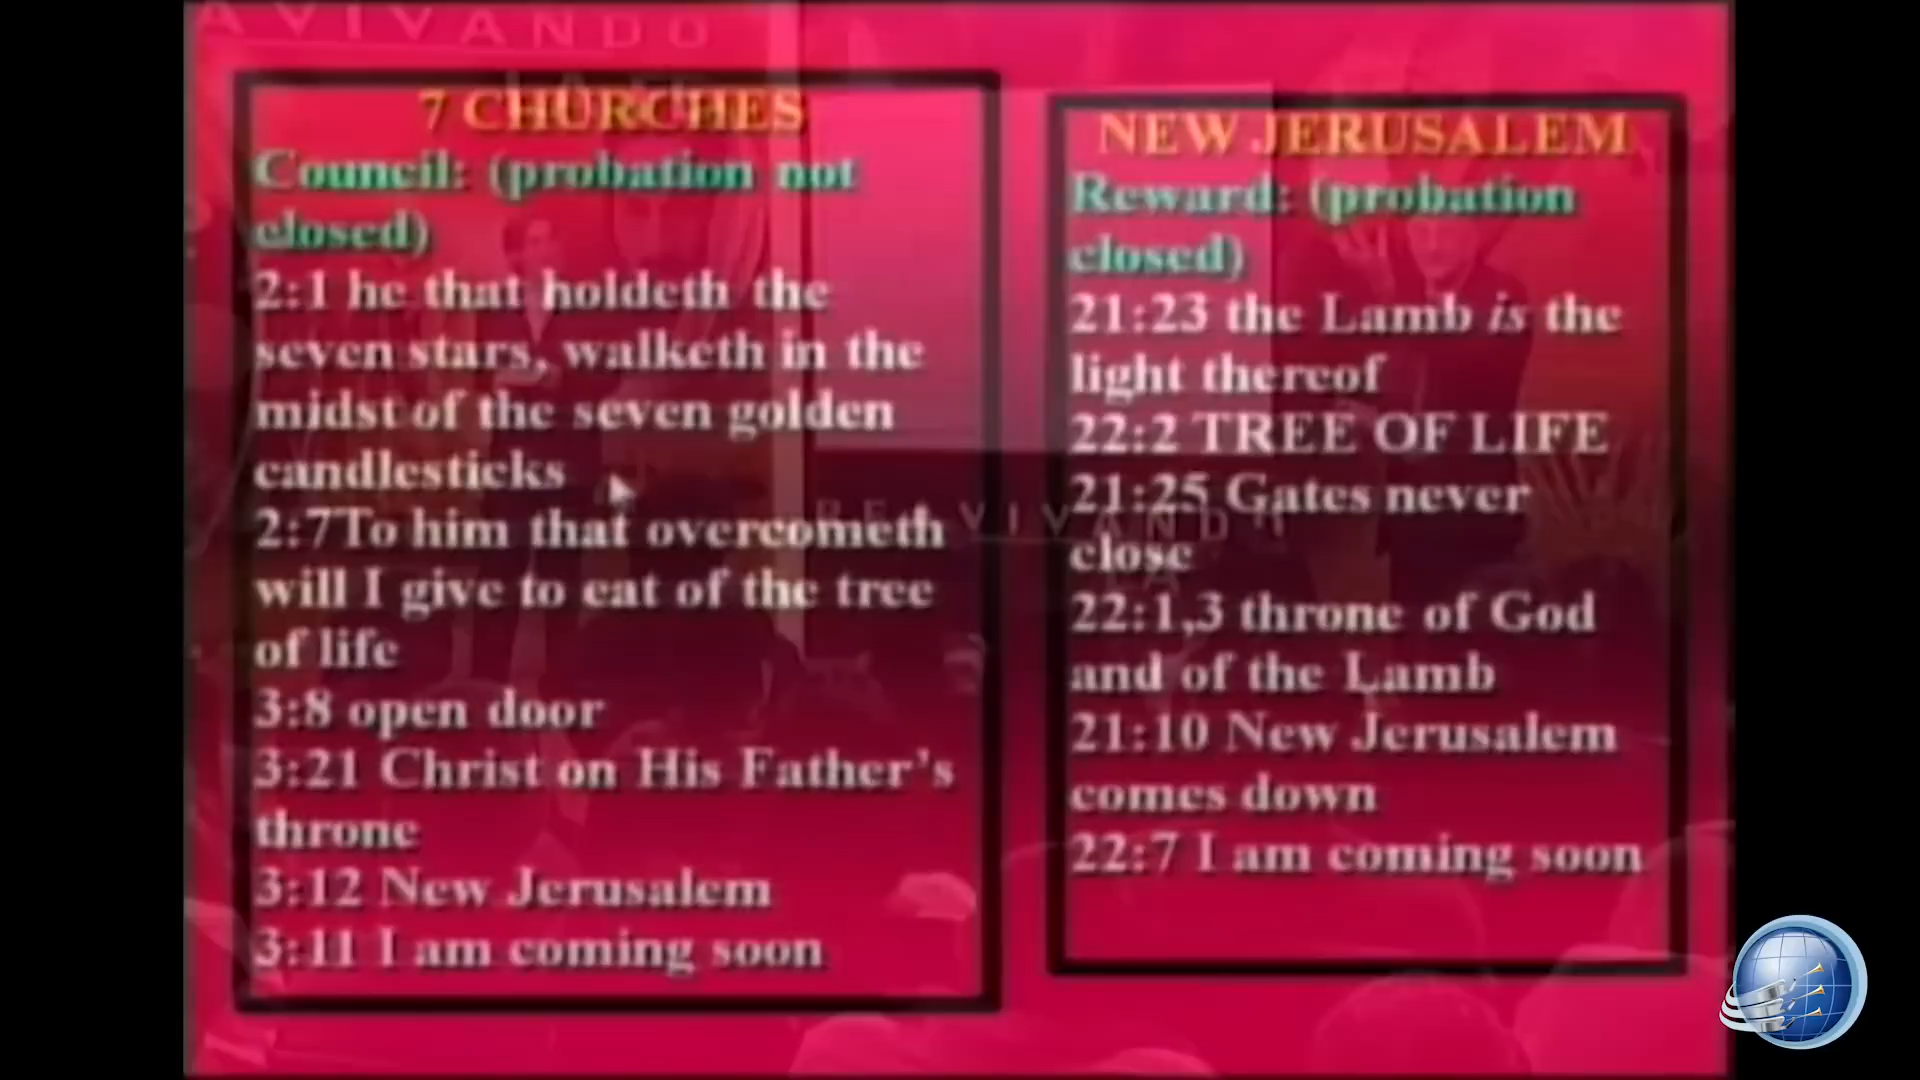 AVIVANDO
7 CHURCHES
Council: (probation not
closed)
2:1 he that holdeth the
seven stars, walketh in the
midst of the seven golden
candlesticks
2:7To him that overcometh
will I give to eat of the tree
of life
3:8 open door
3:21 Christ on His Father's
throne
3:12 New Jerusalem
3:11 I am coming soon
NEW JERUSALEM
Reward: (probation
closed)
21:23 the Lamb is the
light thereof
22:2 TREE OF LIFE
21:25 Gates never
close
22:1,3 throne of God
and of the Lamb
21:10 New Jerusalem
comes down
22:7 I am coming soon
REAVIVANDO
LA